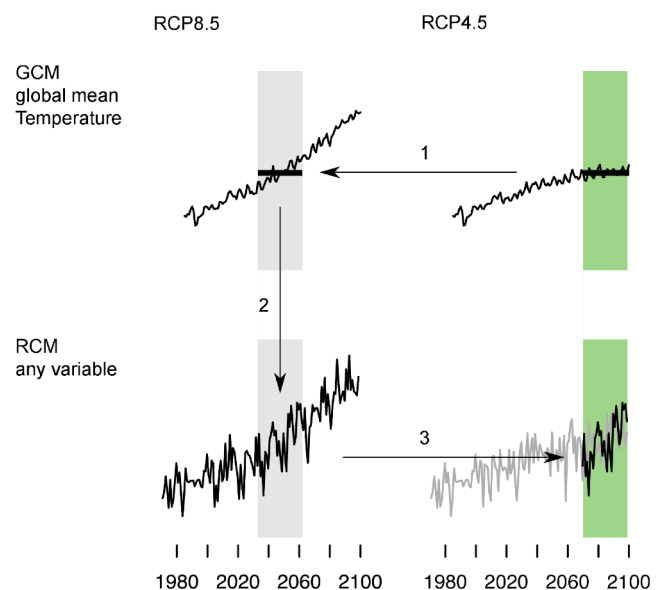 RCP8.5 RCP4.5
GCM
global mean
Temperature
1
2
RCM
any variable
3
1980 2020 2060 2100 1980 2020 2060 2100